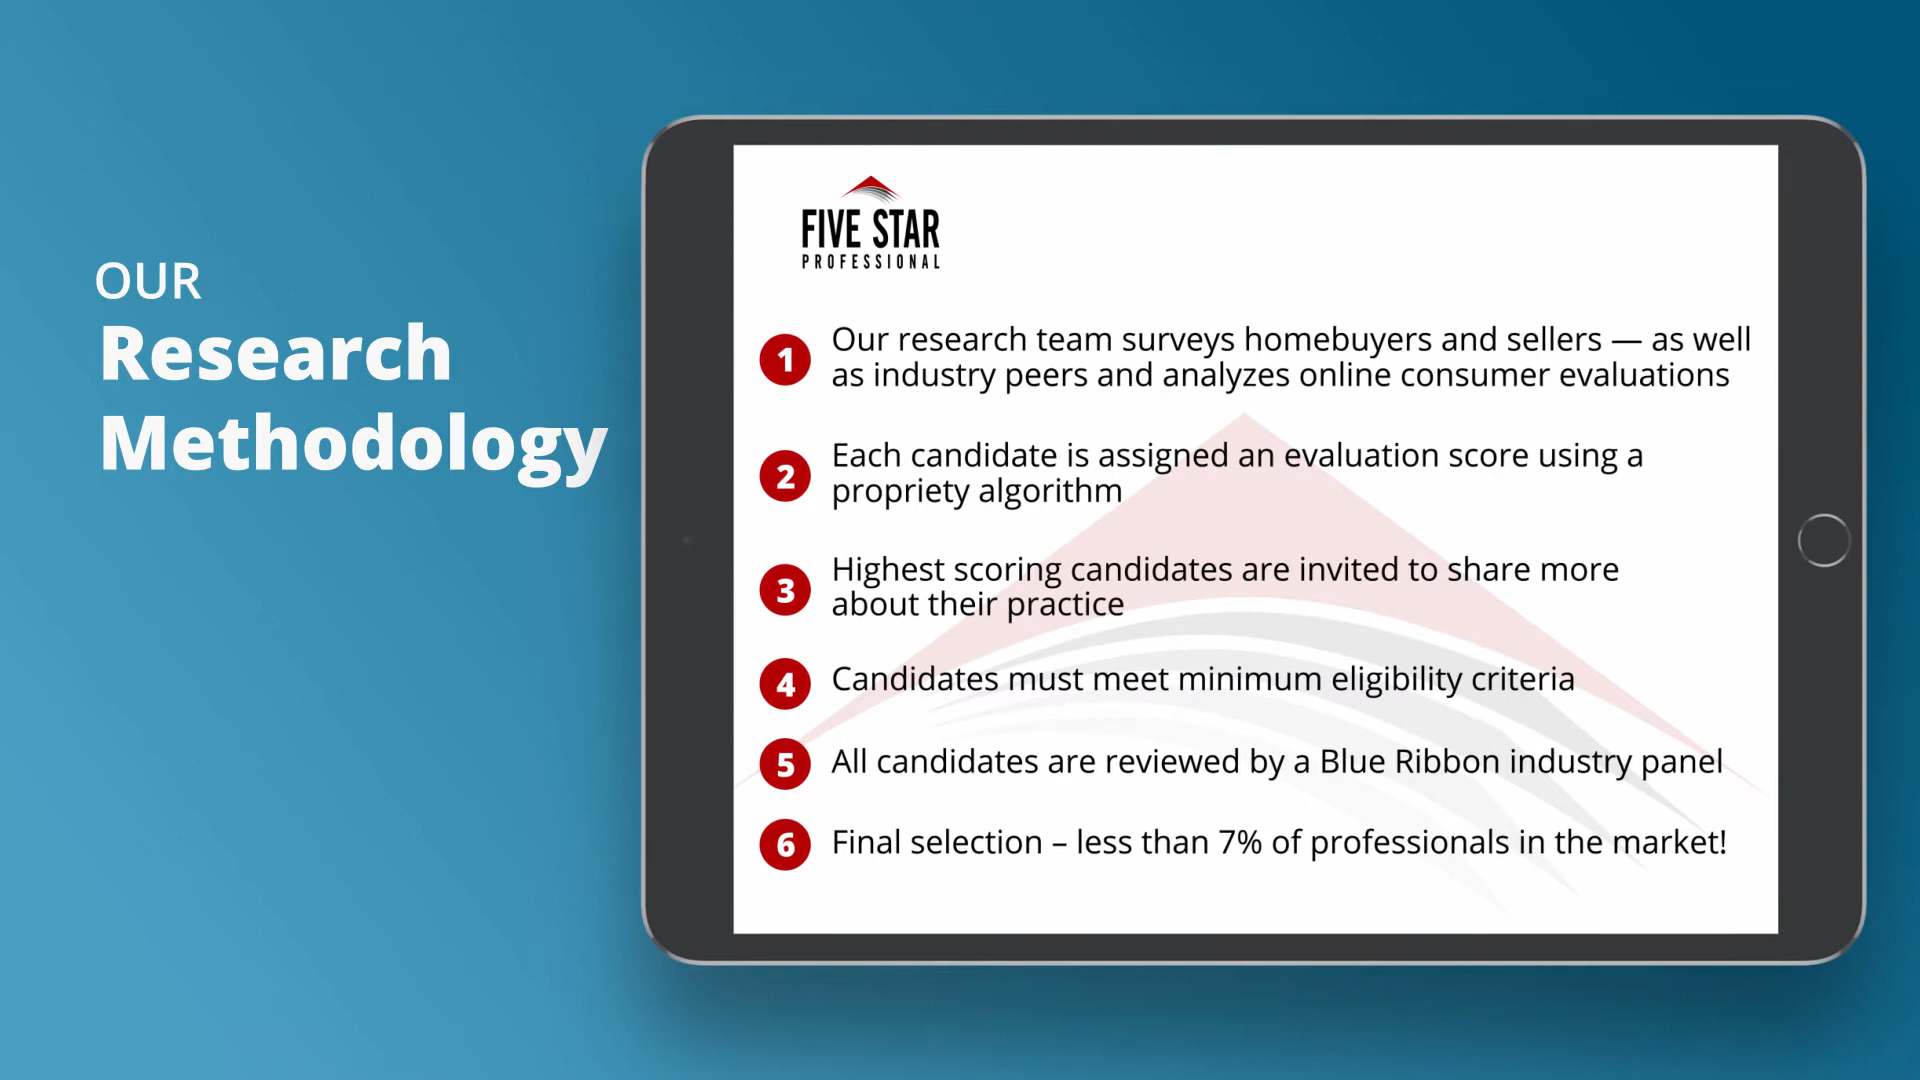 OUR
Research
Methodology
FIVE STAR
PROFESSIONAL
1 Our research team surveys homebuyers and sellers — as well
as industry peers and analyzes online consumer evaluations
2 Each candidate is assigned an evaluation score using a
propriety algorithm
3 Highest scoring candidates are invited to share more
about their practice
4 Candidates must meet minimum eligibility criteria
5 All candidates are reviewed by a Blue Ribbon industry panel
6 Final selection – less than 7% of professionals in the market!